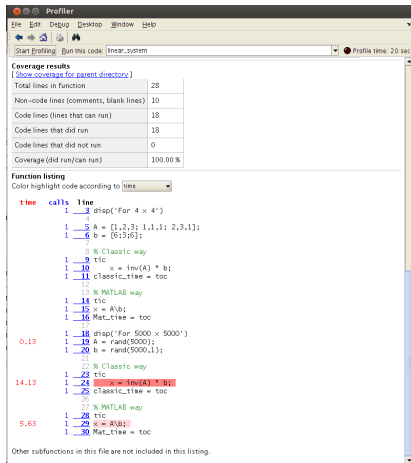 Profiler
File Edit Debug Desktop Window Help
Start Profiling Run this code: linear_system Profile time: 20 sec
Coverage results
[ Show coverage for parent directory ]
Total lines in function 28
Non-code lines (comments, blank lines) 10
Code lines (lines that can run) 18
Code lines that did run 18
Code lines that did not run 0
Coverage (did run/can run) 100.00 %
Function listing
Color highlight code according to time
time calls line
1 3 disp('For 4 × 4')
4
1 5 A = [1,2,3; 1,1,1; 2,3,1];
1 6 b = [6;3;6];
7
8 % Classic way
1 9 tic
1 10 x = inv(A) * b;
1 11 classic_time = toc
12
13 % MATLAB way
1 14 tic
1 15 x = A\b;
1 16 Mat_time = toc
17
1 18 disp('For 5000 × 5000')
0.13 1 19 A = rand(5000);
1 20 b = rand(5000,1);
21
22 % Classic way
1 23 tic
14.13 1 24 x = inv(A) * b;
1 25 classic_time = toc
26
27 % MATLAB way
1 28 tic
5.63 1 29 x = A\b;
1 30 Mat_time = toc
Other subfunctions in this file are not included in this listing.